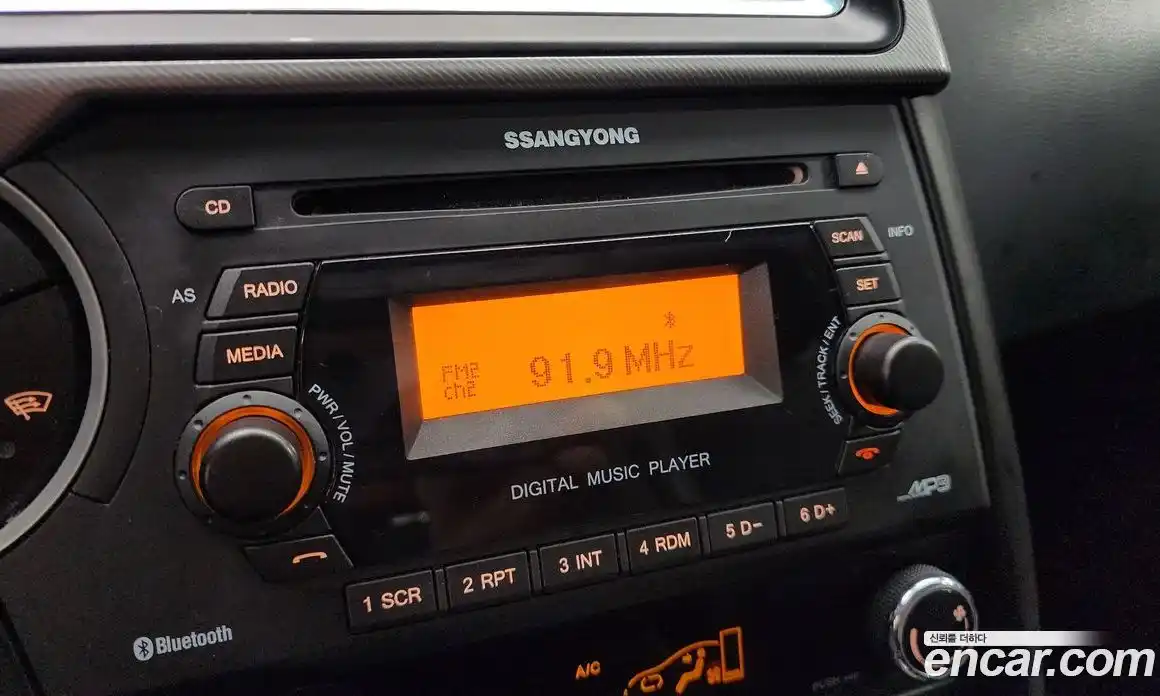 SSANGYONG
CD
SCAN
INFO
AS
RADIO
SET
MEDIA
FM2
ch2
91.9 MHz
PWR / VOL / MUTE
SEEK / TRACK / ENT
DIGITAL MUSIC PLAYER
MP3
1 SCR
2 RPT
3 INT
4 RDM
5 D-
6 D+
Bluetooth
A/C
신뢰를 더하다
encar.com